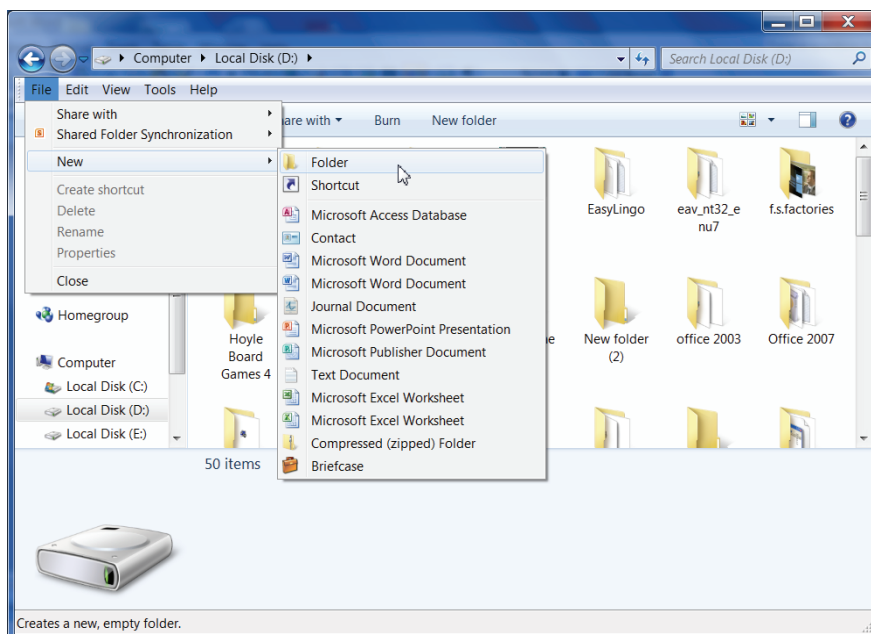 Computer Local Disk (D:)
Search Local Disk (D:)
File Edit View Tools Help
are with Burn New folder
Share with
Shared Folder Synchronization
New
Create shortcut
Delete
Rename
Properties
Close
Folder
Shortcut
Microsoft Access Database
Contact
Microsoft Word Document
Microsoft Word Document
Journal Document
Microsoft PowerPoint Presentation
Microsoft Publisher Document
Text Document
Microsoft Excel Worksheet
Microsoft Excel Worksheet
Compressed (zipped) Folder
Briefcase
EasyLingo
eav_nt32_e
nu7
f.s.factories
Homegroup
Computer
Local Disk (C:)
Local Disk (D:)
Local Disk (E:)
Hoyle
Board
Games 4
New folder
(2)
office 2003
Office 2007
50 items
Creates a new, empty folder.